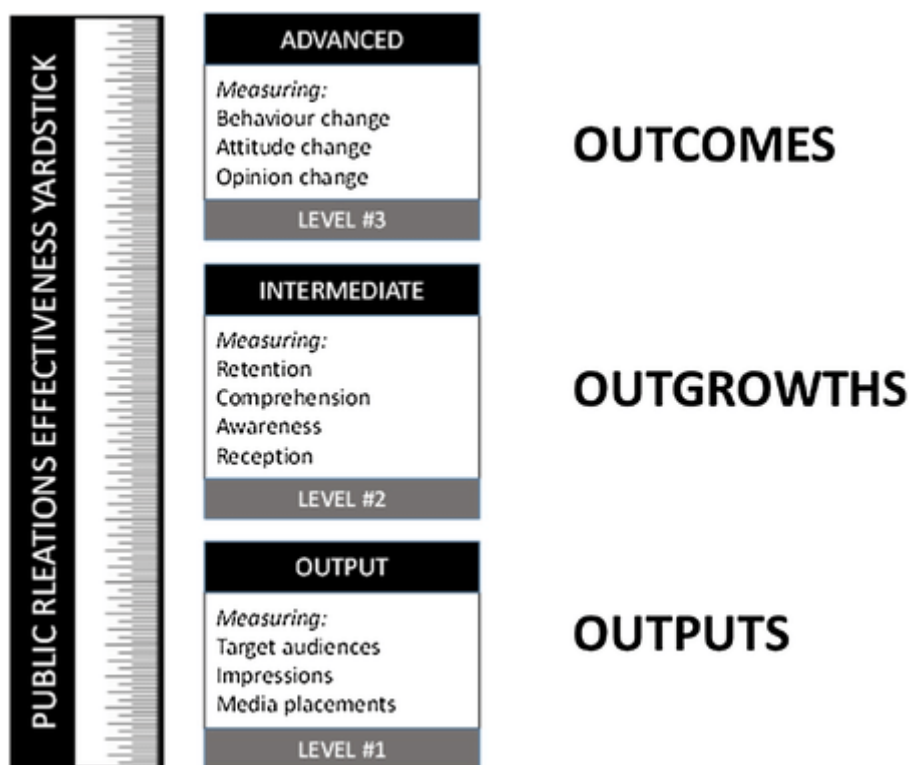 PUBLIC RLEATIONS EFFECTIVENESS YARDSTICK
ADVANCED
Measuring:
Behaviour change
Attitude change
Opinion change
LEVEL #3
OUTCOMES
INTERMEDIATE
Measuring:
Retention
Comprehension
Awareness
Reception
LEVEL #2
OUTGROWTHS
OUTPUT
Measuring:
Target audiences
Impressions
Media placements
LEVEL #1
OUTPUTS